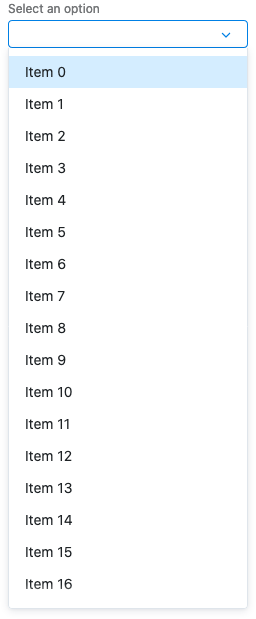 Select an option
Item 0
Item 1
Item 2
Item 3
Item 4
Item 5
Item 6
Item 7
Item 8
Item 9
Item 10
Item 11
Item 12
Item 13
Item 14
Item 15
Item 16